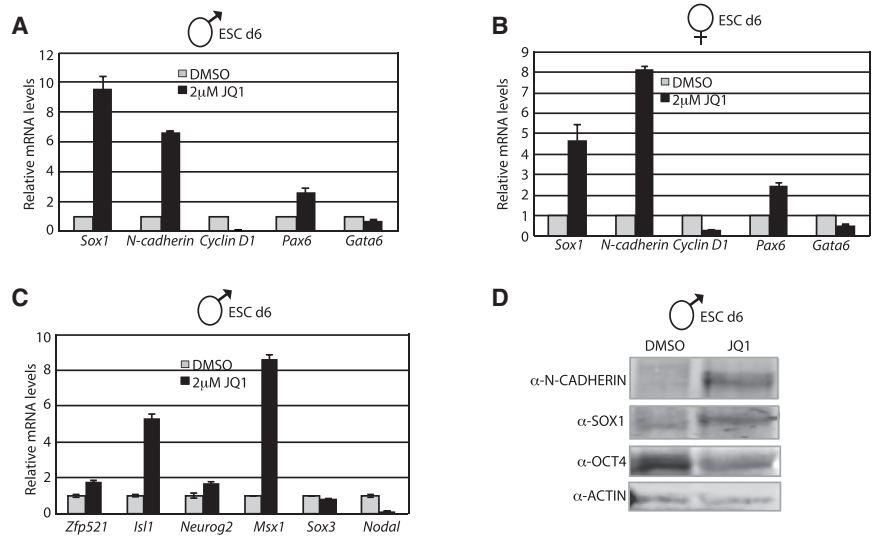 A
♂ ESC d6
Relative mRNA levels
12
10
8
6
4
2
0
DMSO
2μM JQ1
Sox1 N-cadherin Cyclin D1 Pax6 Gata6
B
♀ ESC d6
Relative mRNA levels
9
8
7
6
5
4
3
2
1
0
DMSO
2μM JQ1
Sox1 N-cadherin Cyclin D1 Pax6 Gata6
C
♂ ESC d6
Relative mRNA levels
10
8
6
4
2
0
DMSO
2μM JQ1
Zfp521 Isl1 Neurog2 Msx1 Sox3 Nodal
D
♂ ESC d6
DMSO JQ1
α-N-CADHERIN
α-SOX1
α-OCT4
α-ACTIN